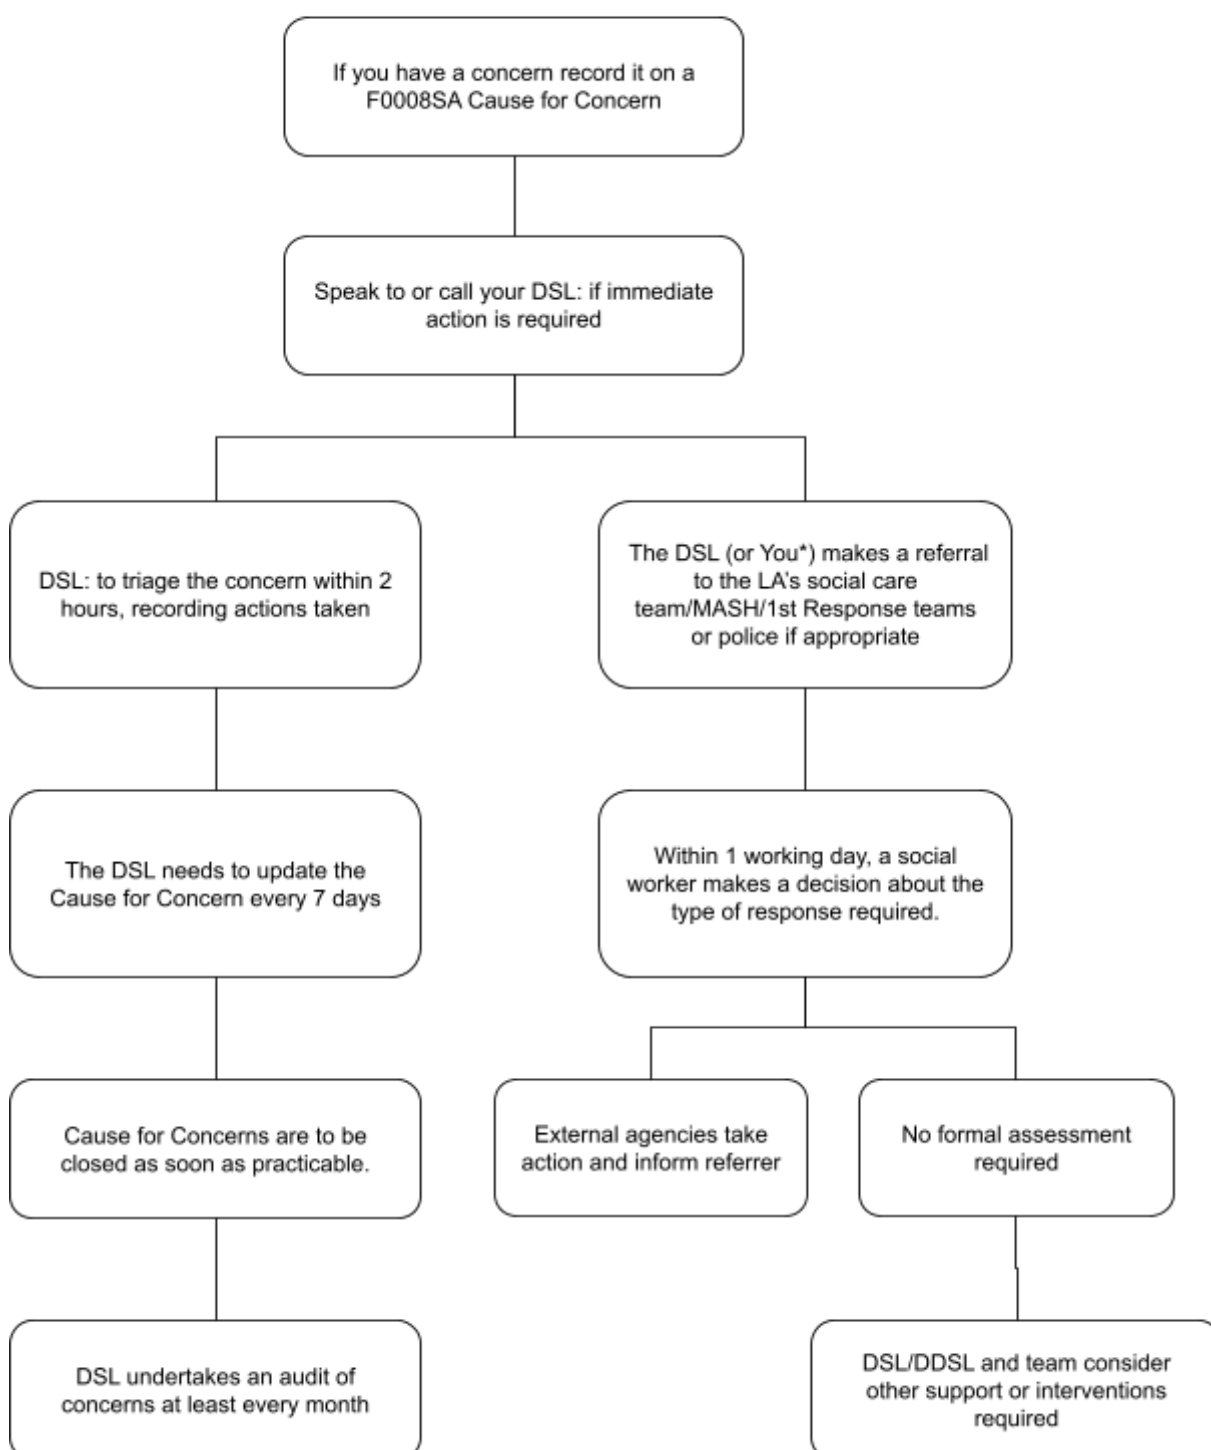 If you have a concern record it on a
F0008SA Cause for Concern
Speak to or call your DSL: if immediate
action is required
DSL: to triage the concern within 2
hours, recording actions taken
The DSL (or You*) makes a referral
to the LA's social care
team/MASH/1st Response teams
or police if appropriate
The DSL needs to update the
Cause for Concern every 7 days
Within 1 working day, a social
worker makes a decision about the
type of response required.
Cause for Concerns are to be
closed as soon as practicable.
External agencies take
action and inform referrer
No formal assessment
required
DSL undertakes an audit of
concerns at least every month
DSL/DDSL and team consider
other support or interventions
required